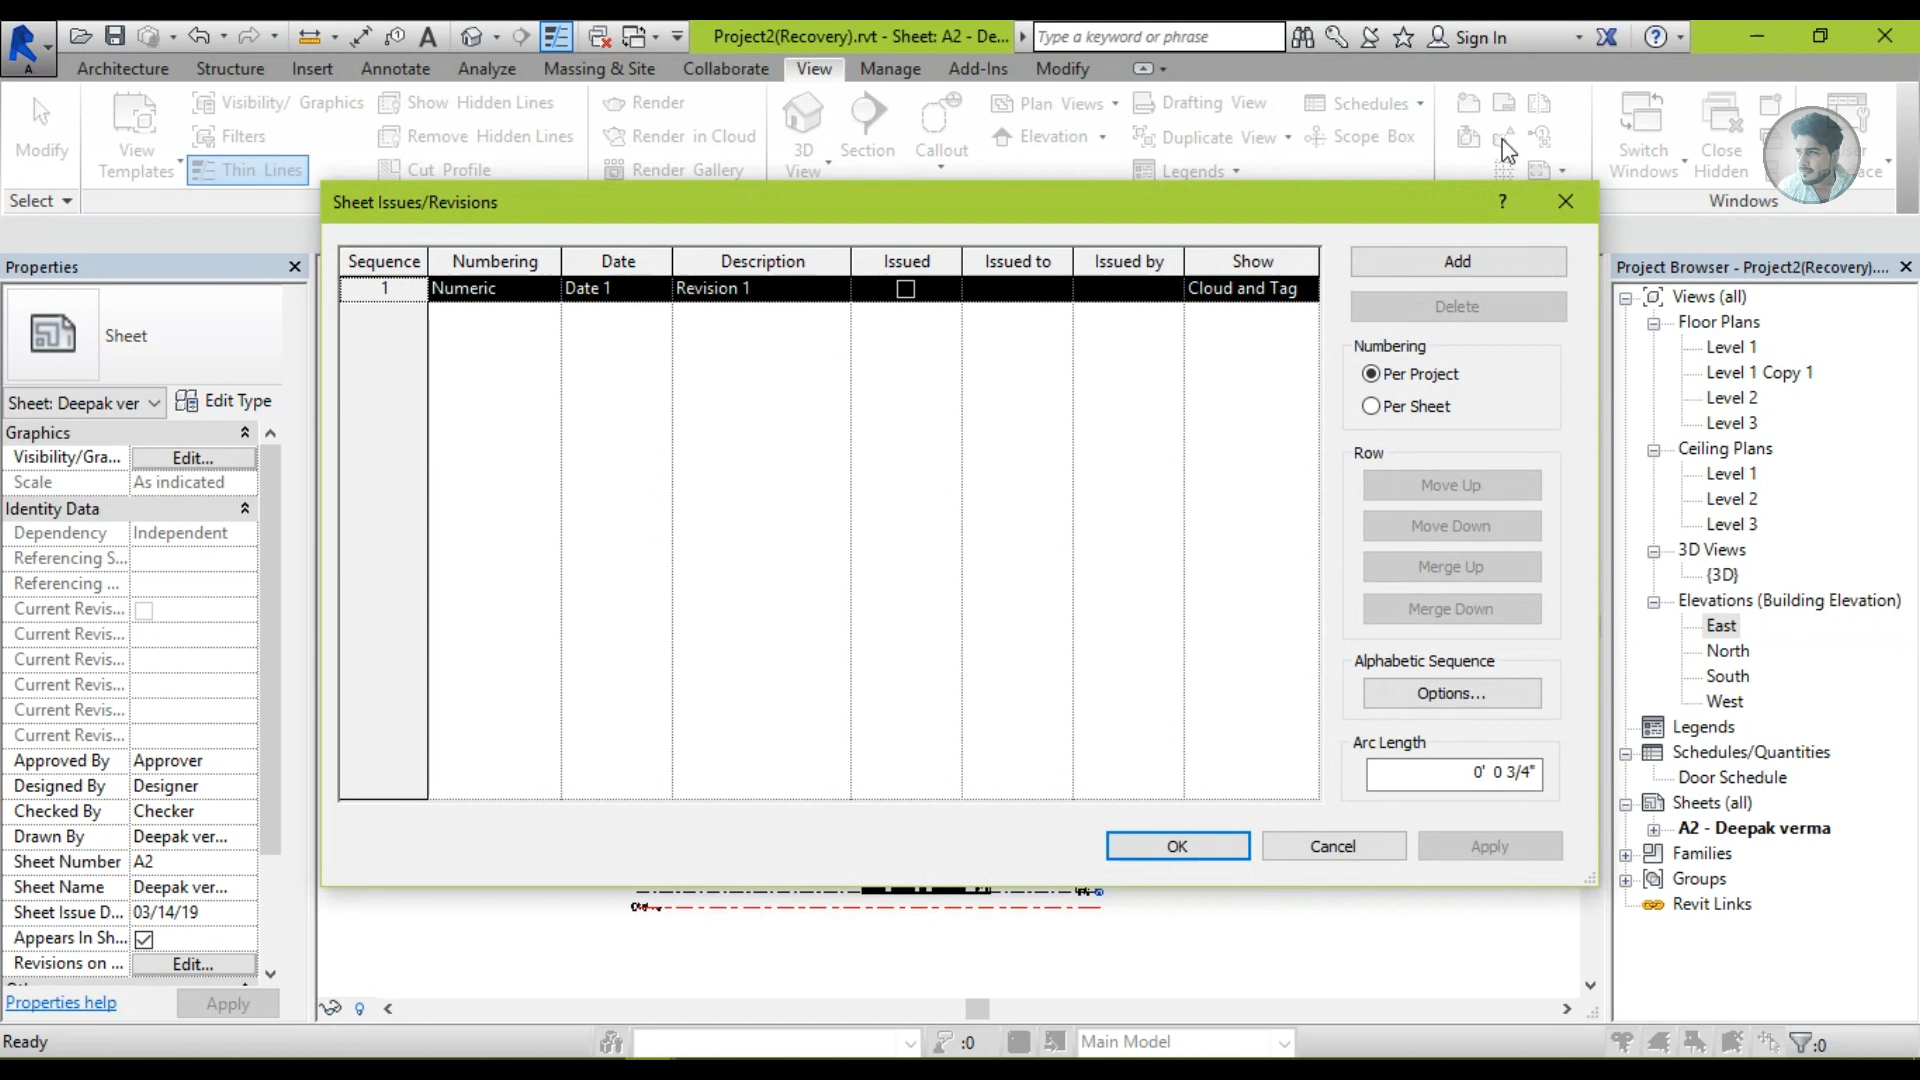 Project2(Recovery).rvt - Sheet: A2 - De...
Type a keyword or phrase
Sign In
Architecture Structure Insert Annotate Analyze Massing & Site Collaborate View Manage Add-Ins Modify
Modify
View
Templates
Visibility/ Graphics
Filters
Thin Lines
Show Hidden Lines
Remove Hidden Lines
Cut Profile
Render
Render in Cloud
Render Gallery
3D
View
Section
Callout
Plan Views
Elevation
Drafting View
Duplicate View
Legends
Schedules
Scope Box
Switch
Windows
Close
Hidden
Select
Windows
Sheet Issues/Revisions
Sequence Numbering Date Description Issued Issued to Issued by Show
1 Numeric Date 1 Revision 1 Cloud and Tag
Add
Delete
Numbering
Per Project
Per Sheet
Row
Move Up
Move Down
Merge Up
Merge Down
Alphabetic Sequence
Options...
Arc Length
0' 0 3/4"
OK Cancel Apply
Properties
Sheet
Sheet: Deepak ver
Edit Type
Graphics
Visibility/Gra... Edit...
Scale As indicated
Identity Data
Dependency Independent
Referencing S...
Referencing ...
Current Revis...
Current Revis...
Current Revis...
Current Revis...
Current Revis...
Current Revis...
Approved By Approver
Designed By Designer
Checked By Checker
Drawn By Deepak ver...
Sheet Number A2
Sheet Name Deepak ver...
Sheet Issue D... 03/14/19
Appears In Sh...
Revisions on ... Edit...
Properties help
Apply
Project Browser - Project2(Recovery)....
Views (all)
Floor Plans
Level 1
Level 1 Copy 1
Level 2
Level 3
Ceiling Plans
Level 1
Level 2
Level 3
3D Views
{3D}
Elevations (Building Elevation)
East
North
South
West
Legends
Schedules/Quantities
Door Schedule
Sheets (all)
A2 - Deepak verma
Families
Groups
Revit Links
Ready
:0
Main Model
:0